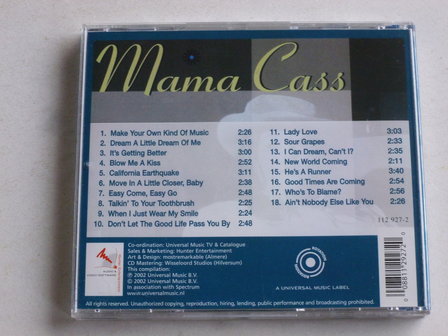 Mama Cass
1. Make Your Own Kind Of Music 2:26
2. Dream A Little Dream Of Me 3:16
3. It's Getting Better 3:00
4. Blow Me A Kiss 2:51
5. California Earthquake 3:16
6. Move In A Little Closer, Baby 2:38
7. Easy Come, Easy Go 2:48
8. Talkin' To Your Toothbrush 2:25
9. When I Just Wear My Smile 2:26
10. Don't Let The Good Life Pass You By 2:48
11. Lady Love 3:03
12. Sour Grapes 2:33
13. I Can Dream, Can't I? 2:35
14. New World Coming 2:10
15. He's A Runner 3:40
16. Good Times Are Coming 2:54
17. Who's To Blame? 2:56
18. Ain't Nobody Else Like You 2:26
112 927-2
Co-ordination: Universal Music TV & Catalogue
Sales & Marketing: Hunter Entertainment
Art & Design: mostremarkable (Almere)
CD Mastering: Wisseloord Studios (Hilversum)
This compilation:
℗ 2002 Universal Music B.V.
© 2002 Universal Music B.V.
In association with Spectrum
www.universalmusic.nl
A UNIVERSAL MUSIC LABEL
0 08811 29272 0
All rights reserved. Unauthorized copying, reproduction, hiring, lending, public performance and broadcasting prohibited.